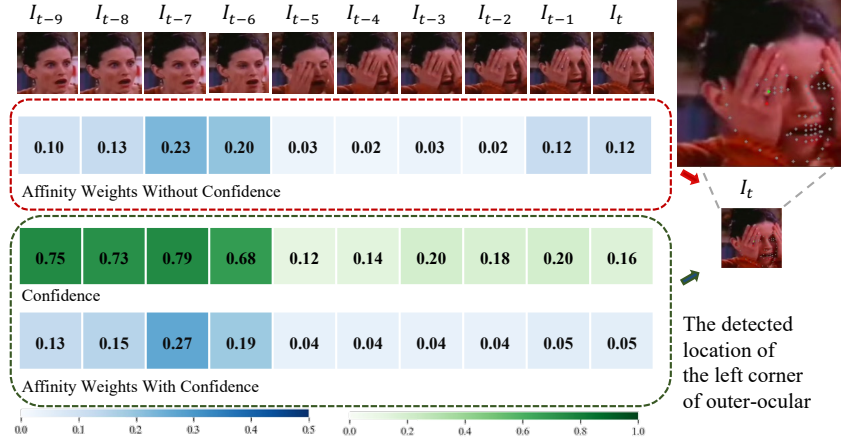 I_{t−9} I_{t−8} I_{t−7} I_{t−6} I_{t−5} I_{t−4} I_{t−3} I_{t−2} I_{t−1} I_t
0.10 0.13 0.23 0.20 0.03 0.02 0.03 0.02 0.12 0.12
Affinity Weights Without Confidence
0.75 0.73 0.79 0.68 0.12 0.14 0.20 0.18 0.20 0.16
Confidence
0.13 0.15 0.27 0.19 0.04 0.04 0.04 0.04 0.05 0.05
Affinity Weights With Confidence
0.0 0.1 0.2 0.3 0.4 0.5
0.0 0.2 0.4 0.6 0.8 1.0
I_t
The detected
location of
the left corner
of outer-ocular